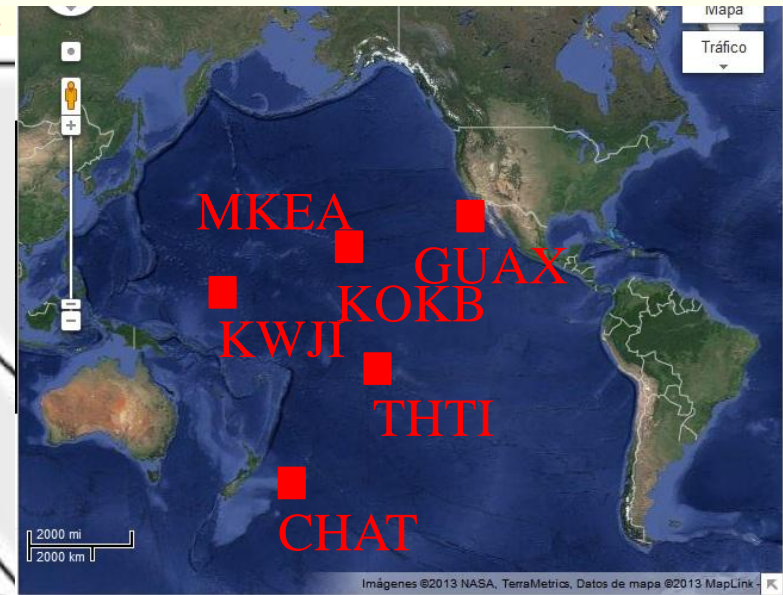 Mapa
Tráfico
MKEA
GUAX
KOKB
KWJI
THTI
CHAT
2000 mi
2000 km
Imágenes ©2013 NASA, TerraMetrics, Datos de mapa ©2013 MapLink -